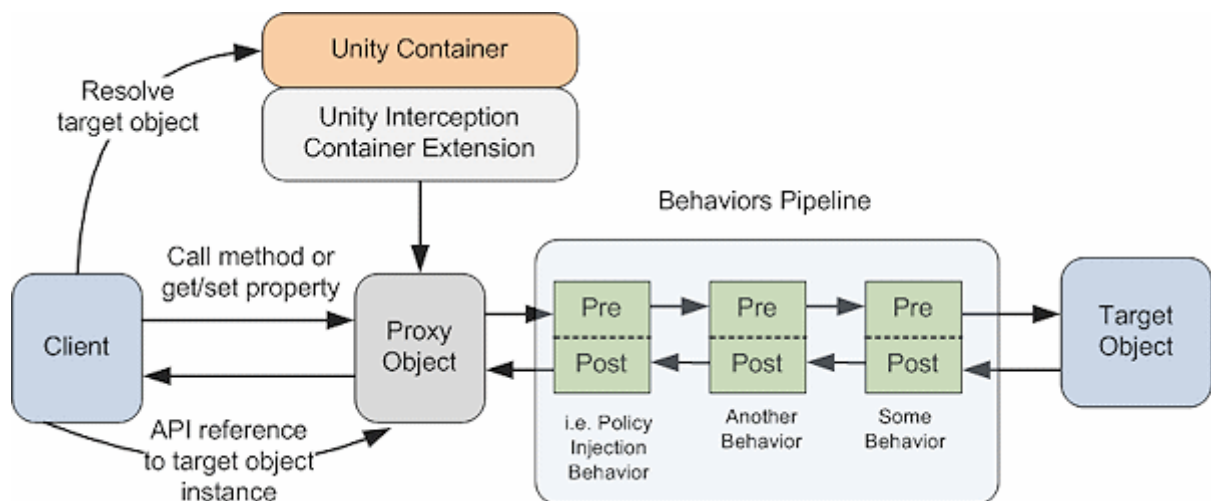 Unity Container
Resolve
target object
Unity Interception
Container Extension
Behaviors Pipeline
Call method or
get/set property
Client
Proxy
Object
Pre
Post
Pre
Post
Pre
Post
Target
Object
i.e. Policy
Injection
Behavior
Another
Behavior
Some
Behavior
API reference
to target object
instance